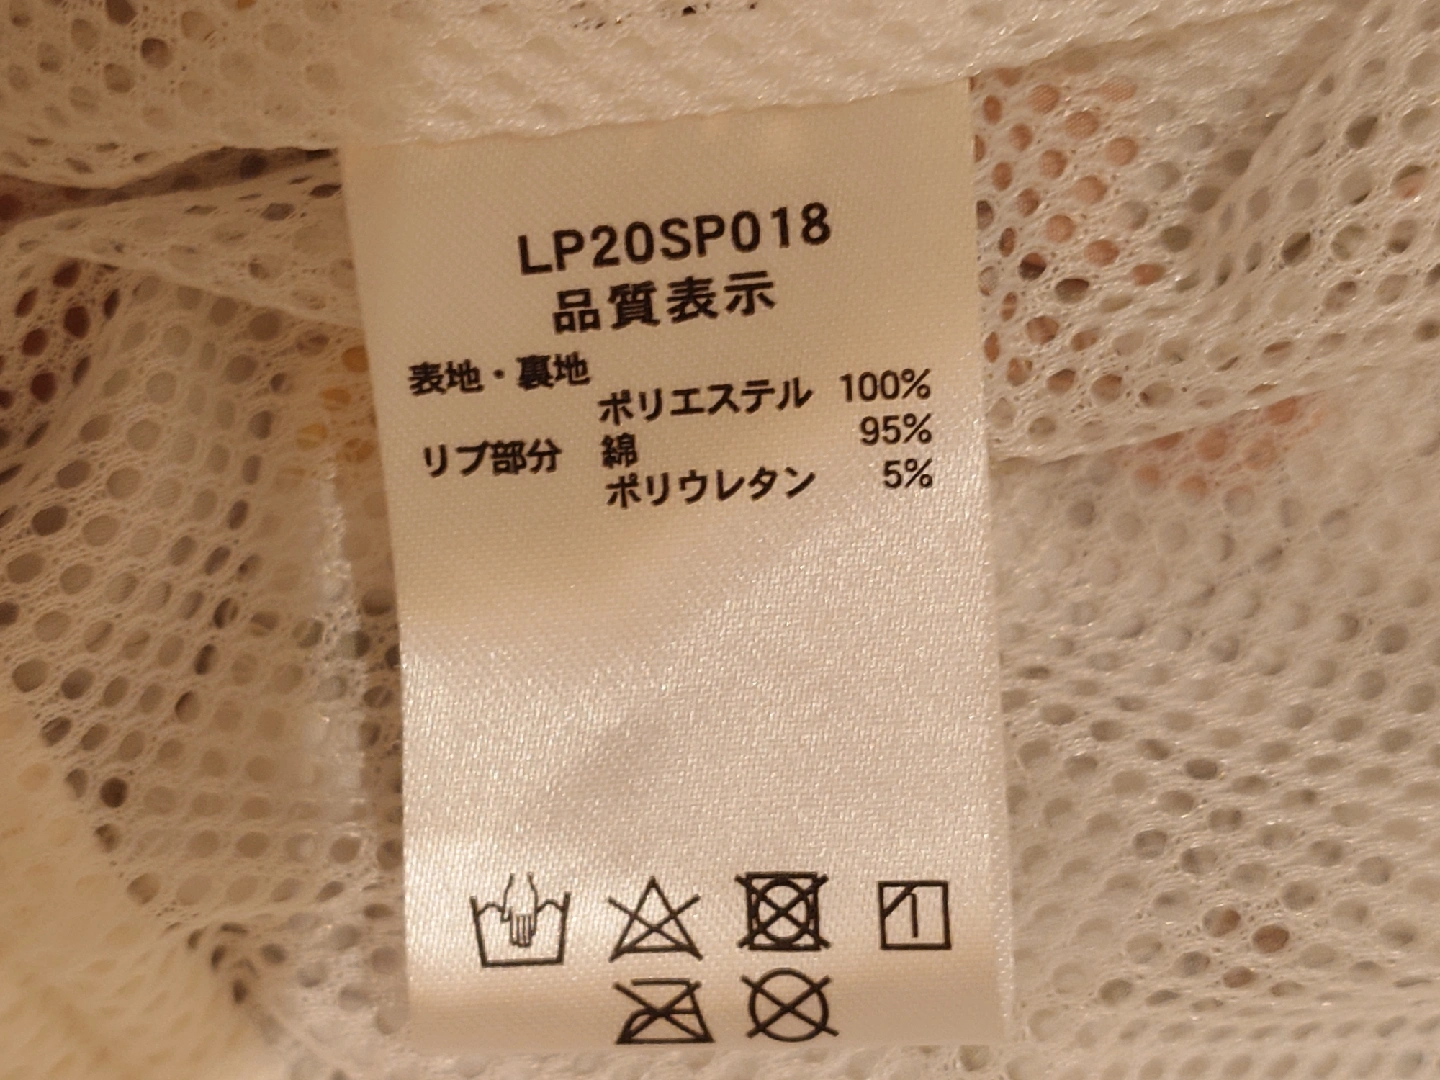 LP20SP018
品質表示
表地・裏地
ポリエステル 100%
リブ部分 綿 95%
ポリウレタン 5%